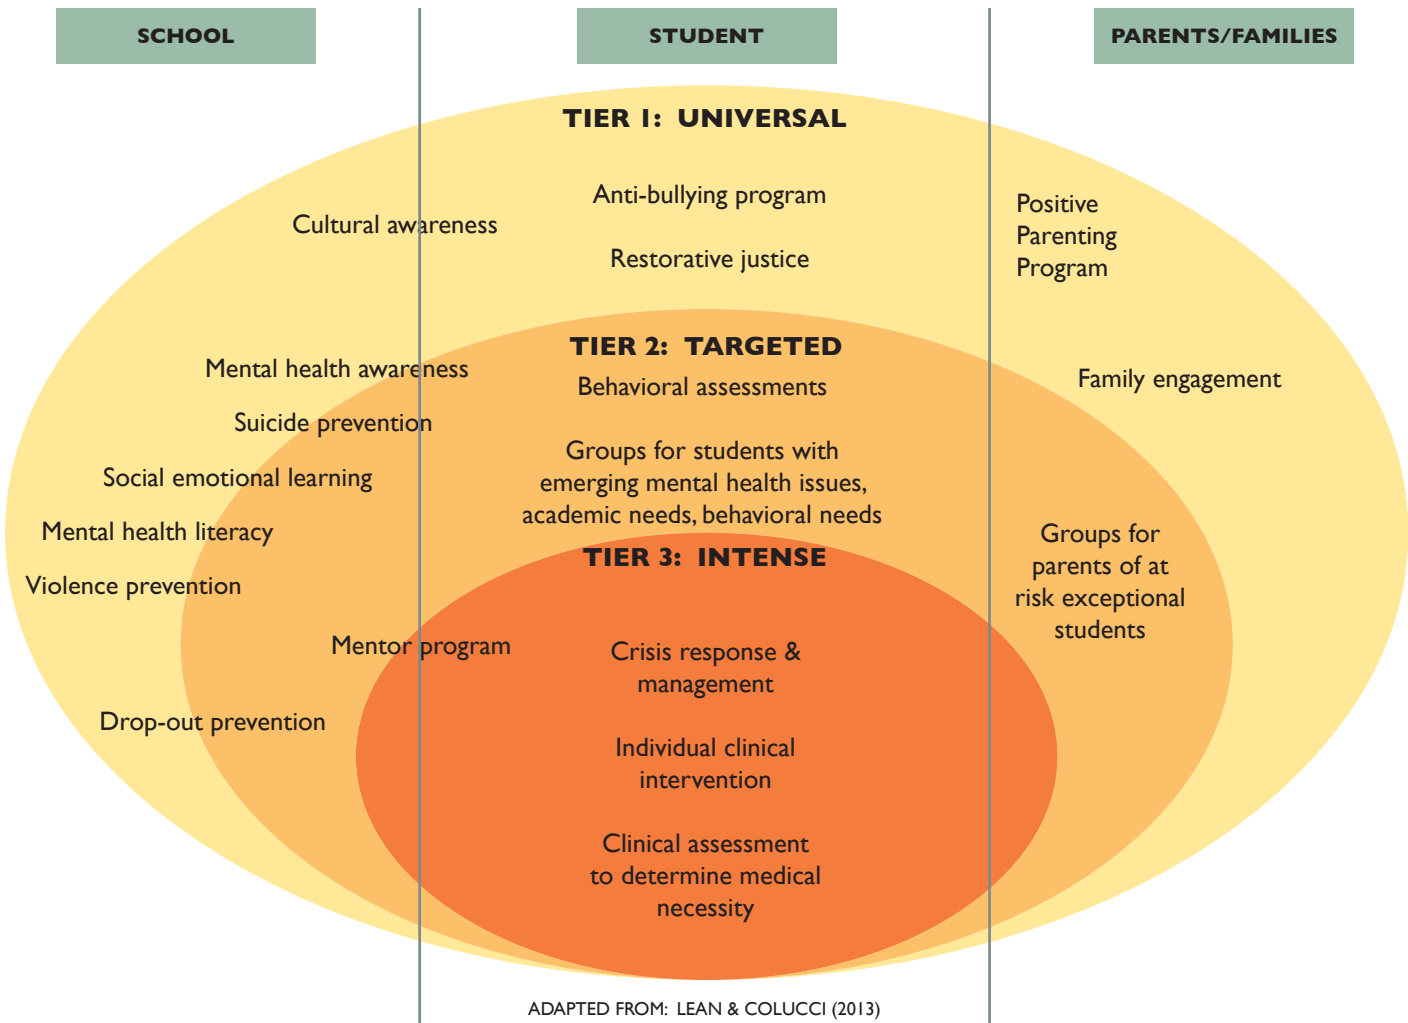 SCHOOL
STUDENT
PARENTS/FAMILIES
TIER 1: UNIVERSAL
Anti-bullying program
Cultural awareness
Restorative justice
Positive
Parenting
Program
TIER 2: TARGETED
Mental health awareness
Behavioral assessments
Family engagement
Suicide prevention
Social emotional learning
Mental health literacy
Violence prevention
Groups for students with
emerging mental health issues,
academic needs, behavioral needs
Groups for
parents of at
risk exceptional
students
TIER 3: INTENSE
Mentor program
Drop-out prevention
Crisis response &
management
Individual clinical
intervention
Clinical assessment
to determine medical
necessity
ADAPTED FROM: LEAN & COLUCCI (2013)